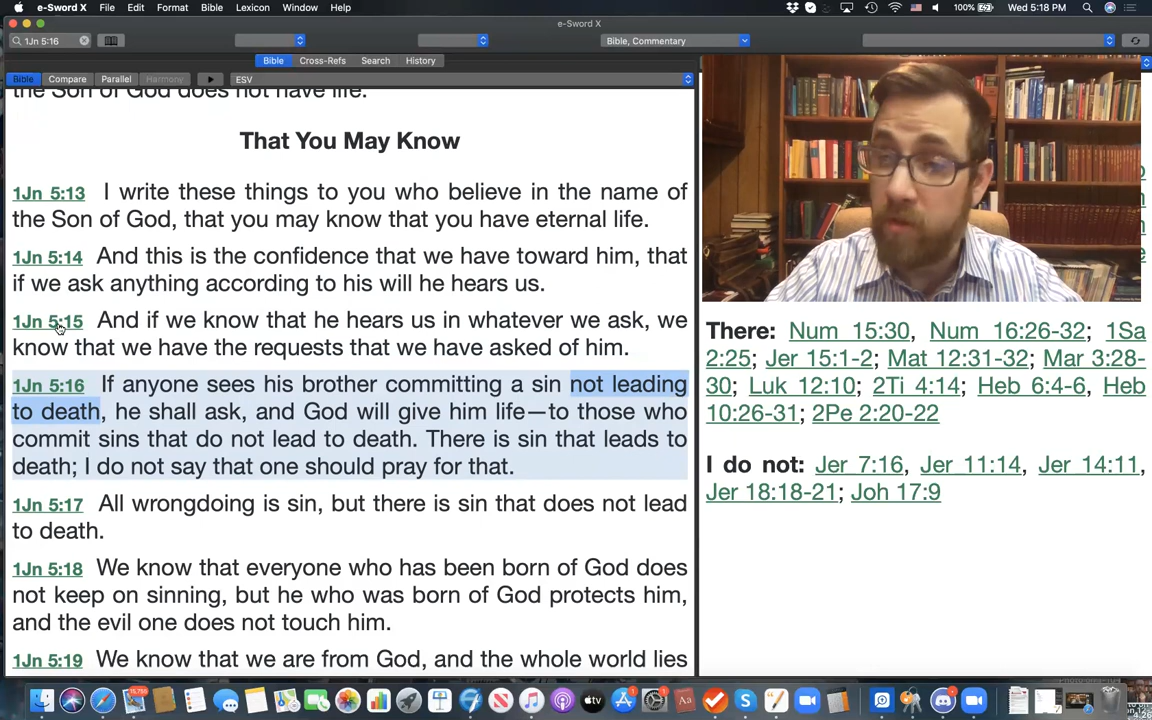 e-Sword X File Edit Format Bible Lexicon Window Help 100% Wed 5:18 PM
e-Sword X
1Jn 5:16 Bible, Commentary
Bible Cross-Refs Search History
Bible Compare Parallel Harmony ESV
the Son of God does not have life.
That You May Know
1Jn 5:13 I write these things to you who believe in the name of
the Son of God, that you may know that you have eternal life.
1Jn 5:14 And this is the confidence that we have toward him, that
if we ask anything according to his will he hears us.
1Jn 5:15 And if we know that he hears us in whatever we ask, we
know that we have the requests that we have asked of him.
1Jn 5:16 If anyone sees his brother committing a sin not leading
to death, he shall ask, and God will give him life—to those who
commit sins that do not lead to death. There is sin that leads to
death; I do not say that one should pray for that.
1Jn 5:17 All wrongdoing is sin, but there is sin that does not lead
to death.
1Jn 5:18 We know that everyone who has been born of God does
not keep on sinning, but he who was born of God protects him,
and the evil one does not touch him.
1Jn 5:19 We know that we are from God, and the whole world lies
There: Num 15:30, Num 16:26-32; 1Sa
2:25; Jer 15:1-2; Mat 12:31-32; Mar 3:28-
30; Luk 12:10; 2Ti 4:14; Heb 6:4-6, Heb
10:26-31; 2Pe 2:20-22
I do not: Jer 7:16, Jer 11:14, Jer 14:11,
Jer 18:18-21; Joh 17:9